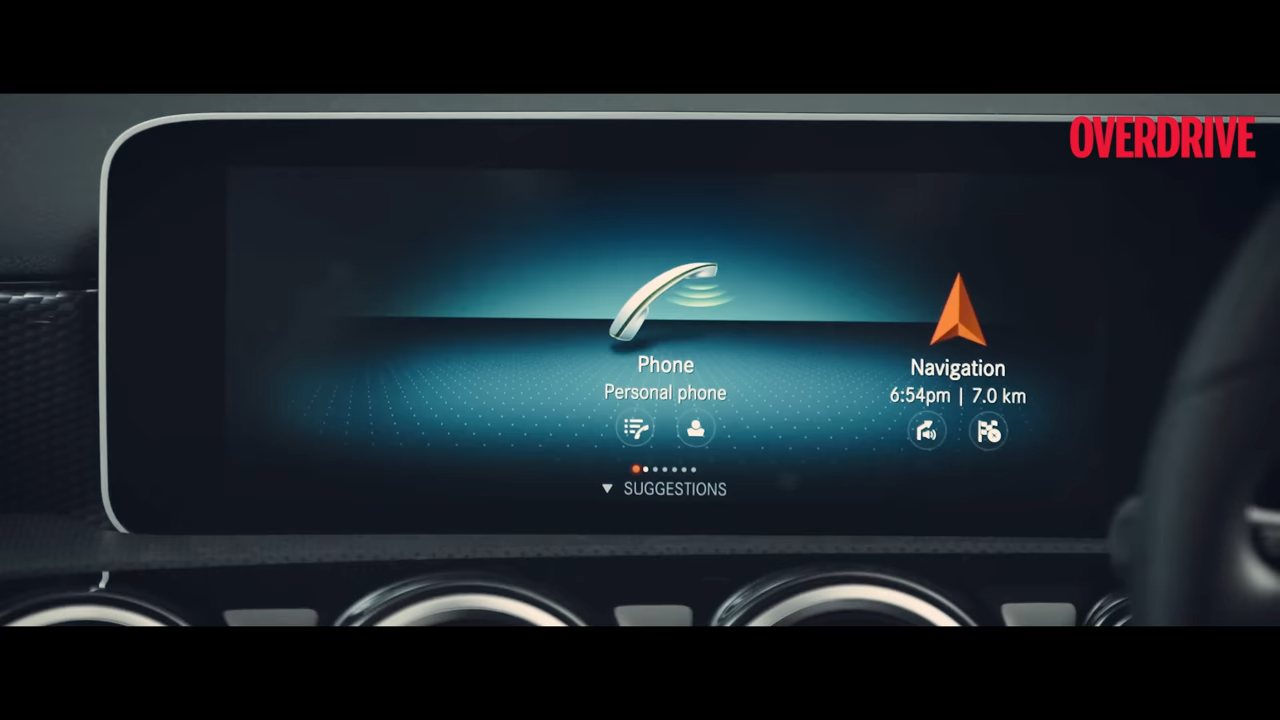 OVERDRIVE
Phone
Personal phone
Navigation
6:54pm | 7.0 km
SUGGESTIONS